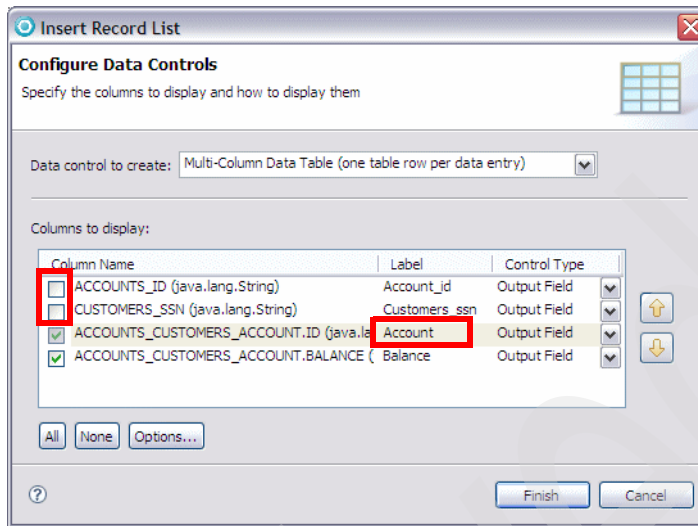 Insert Record List
Configure Data Controls
Specify the columns to display and how to display them
Data control to create: Multi-Column Data Table (one table row per data entry)
Columns to display:
Column Name Label Control Type
ACCOUNTS_ID (java.lang.String) Account_id Output Field
CUSTOMERS_SSN (java.lang.String) Customers_ssn Output Field
ACCOUNTS_CUSTOMERS_ACCOUNT.ID (java.la Account Output Field
ACCOUNTS_CUSTOMERS_ACCOUNT.BALANCE ( Balance Output Field
All None Options...
? Finish Cancel